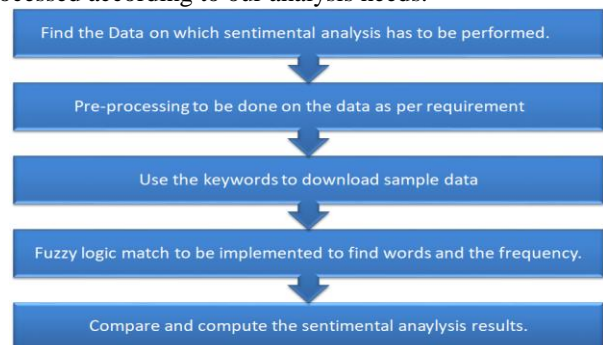 ocessed according to our analysis needs.
Find the Data on which sentimental analysis has to be performed.
Pre-processing to be done on the data as per requirement
Use the keywords to download sample data
Fuzzy logic match to be implemented to find words and the frequency.
Compare and compute the sentimental anaylysis results.